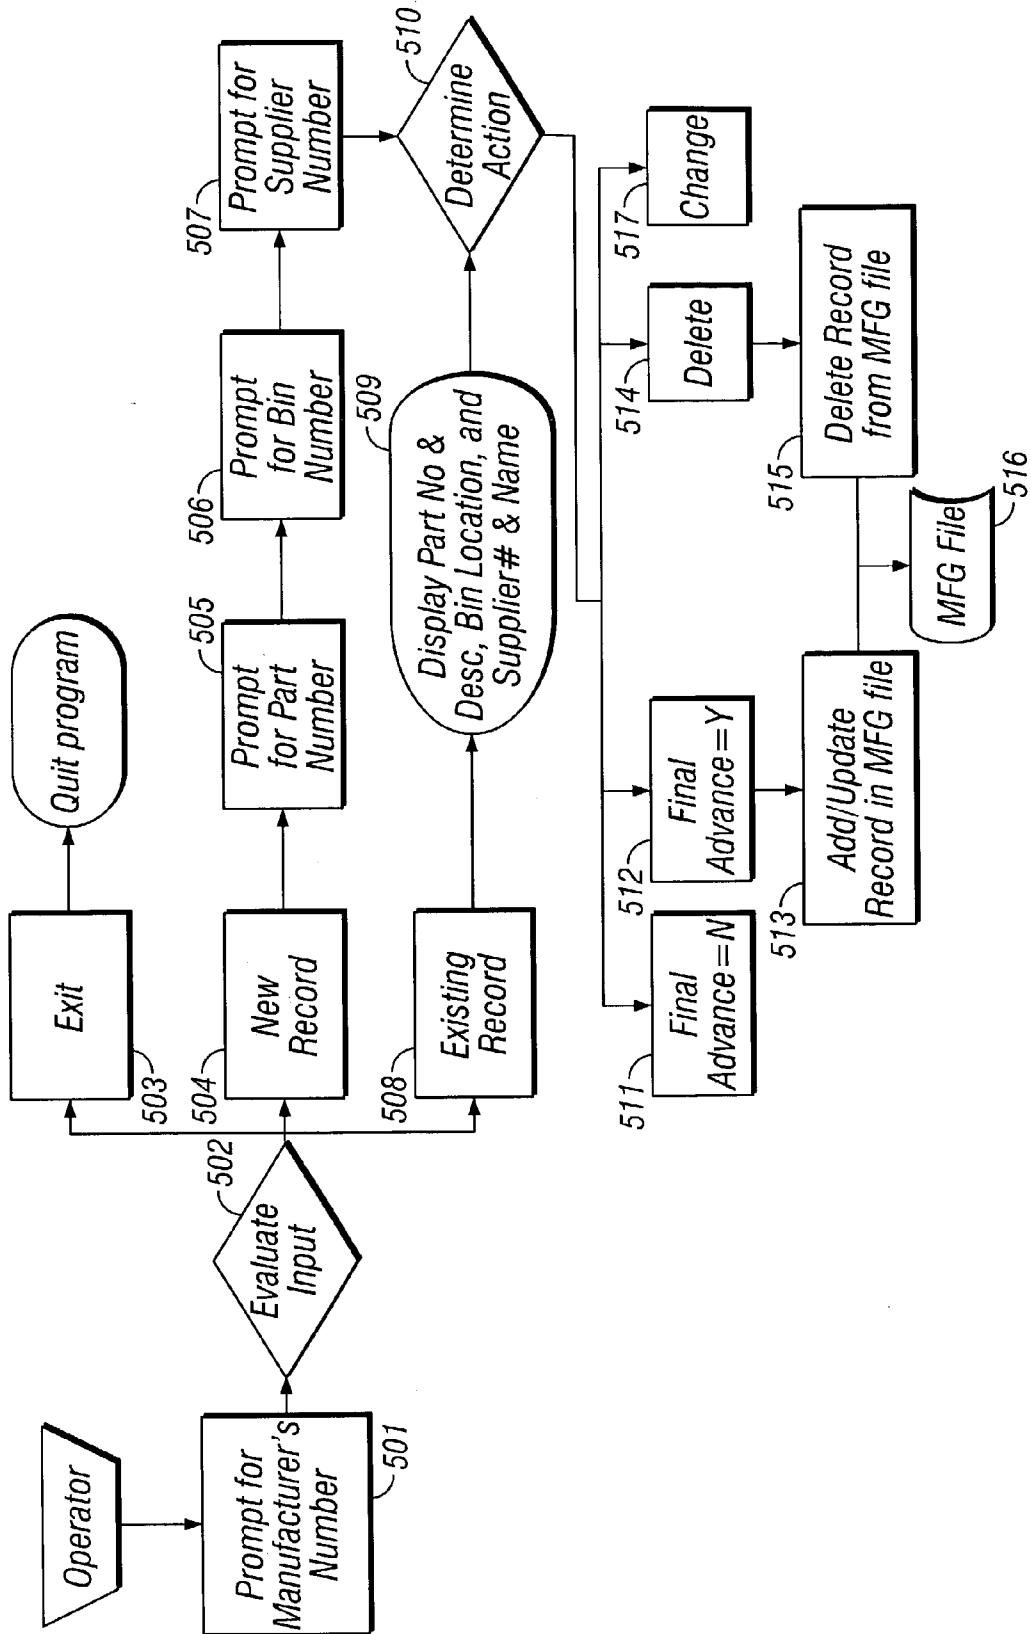 Operator
Prompt for
Manufacturer's
Number
501
Evaluate
Input
502
Exit
503
Quit program
New
Record
504
Prompt
for Part
Number
505
Prompt
for Bin
Number
506
Prompt for
Supplier
Number
507
Existing
Record
508
Display Part No &
Desc, Bin Location, and
Supplier# & Name
509
Determine
Action
510
Final
Advance=N
511
Final
Advance=Y
512
Add/Update
Record in MFG file
513
Delete
514
Delete Record
from MFG file
515
MFG File
516
Change
517